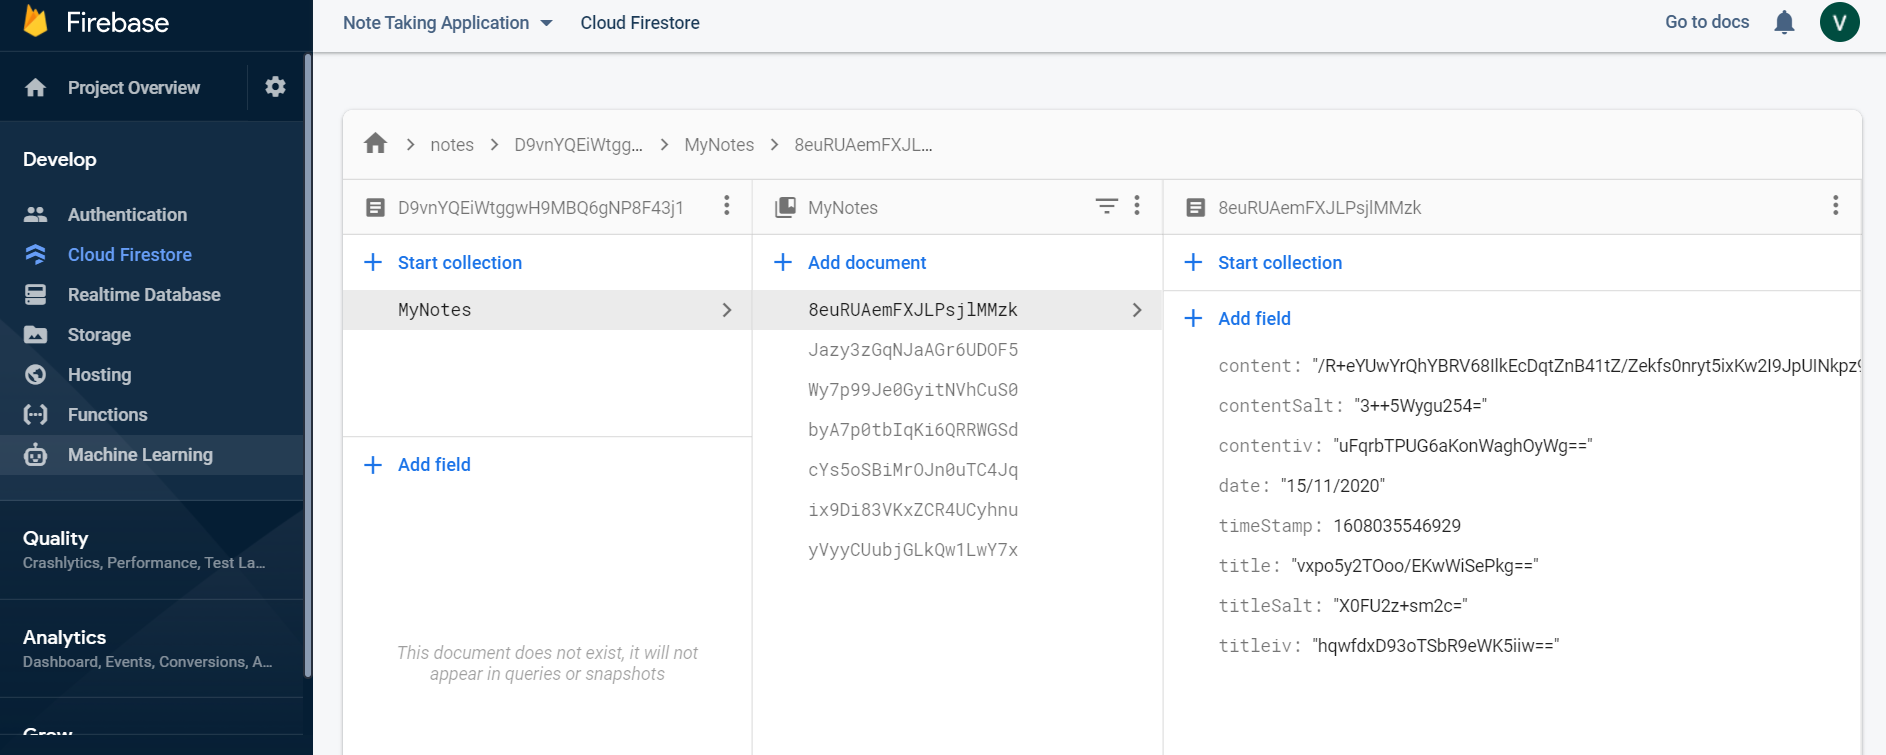 Firebase
Project Overview
Develop
Authentication
Cloud Firestore
Realtime Database
Storage
Hosting
Functions
Machine Learning
Quality
Crashlytics, Performance, Test La...
Analytics
Dashboard, Events, Conversions, A...
Grow
Note Taking Application
Cloud Firestore
Go to docs
V
notes
D9vnYQEiWtgg...
MyNotes
8euRUAemFXJL...
D9vnYQEiWtggwH9MBQ6gNP8F43j1
Start collection
MyNotes
Add field
This document does not exist, it will not
appear in queries or snapshots
MyNotes
Add document
8euRUAemFXJLPsjlMMzk
Jazy3zGqNJaAGr6UDOF5
Wy7p99Je0GyitNVhCuS0
byA7p0tbIqKi6QRRWGSd
cYs5oSBiMrOJn0uTC4Jq
ix9Di83VKxZCR4UCyhnu
yVyyCUubjGLkQw1LwY7x
8euRUAemFXJLPsjlMMzk
Start collection
Add field
content: "/R+eYUwYrQhYBRV68IlkEcDqtZnB41tZ/Zekfs0nryt5ixKw2I9JpUlNkpz9
contentSalt: "3++5Wygu254="
contentiv: "uFqrbTPUG6aKonWaghOyWg=="
date: "15/11/2020"
timeStamp: 1608035546929
title: "vxpo5y2TOoo/EKwWiSePkg=="
titleSalt: "X0FU2z+sm2c="
titleiv: "hqwfdxD93oTSbR9eWK5iiw=="